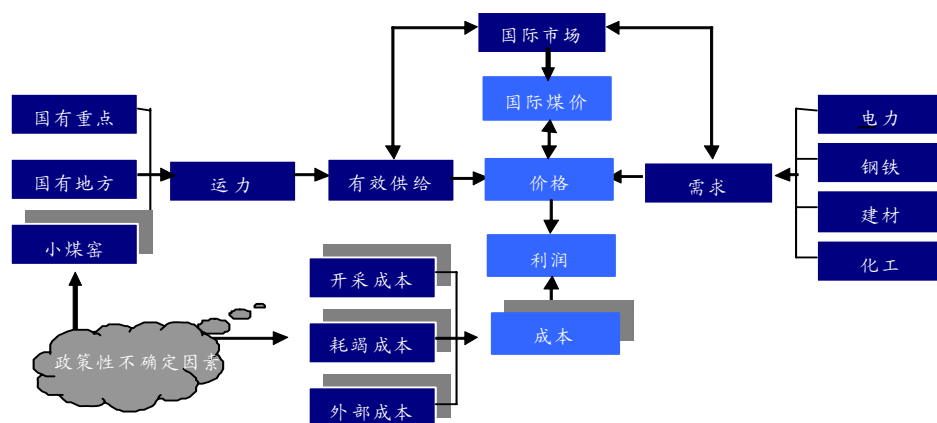 国际市场
国际煤价
国有重点
电力
国有地方
运力
有效供给
价格
需求
钢铁
小煤窑
建材
利润
化工
开采成本
耗竭成本
成本
政策性不确定因素
外部成本